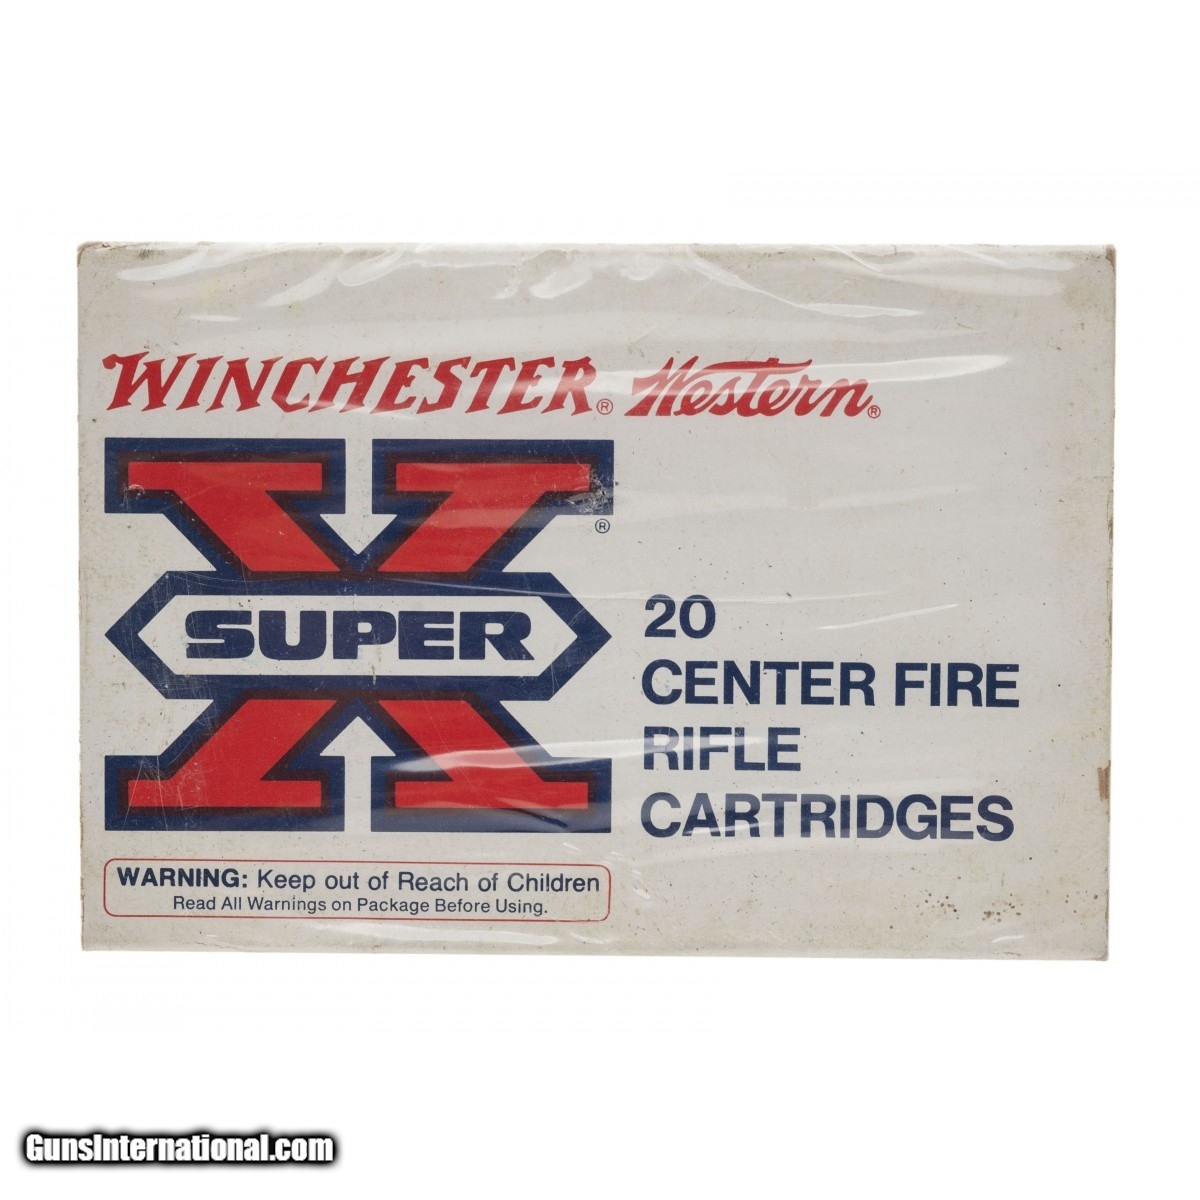 WINCHESTER® Western®
X®
SUPER
20
CENTER FIRE
RIFLE
CARTRIDGES
WARNING: Keep out of Reach of Children
Read All Warnings on Package Before Using.
GunsInternational.com